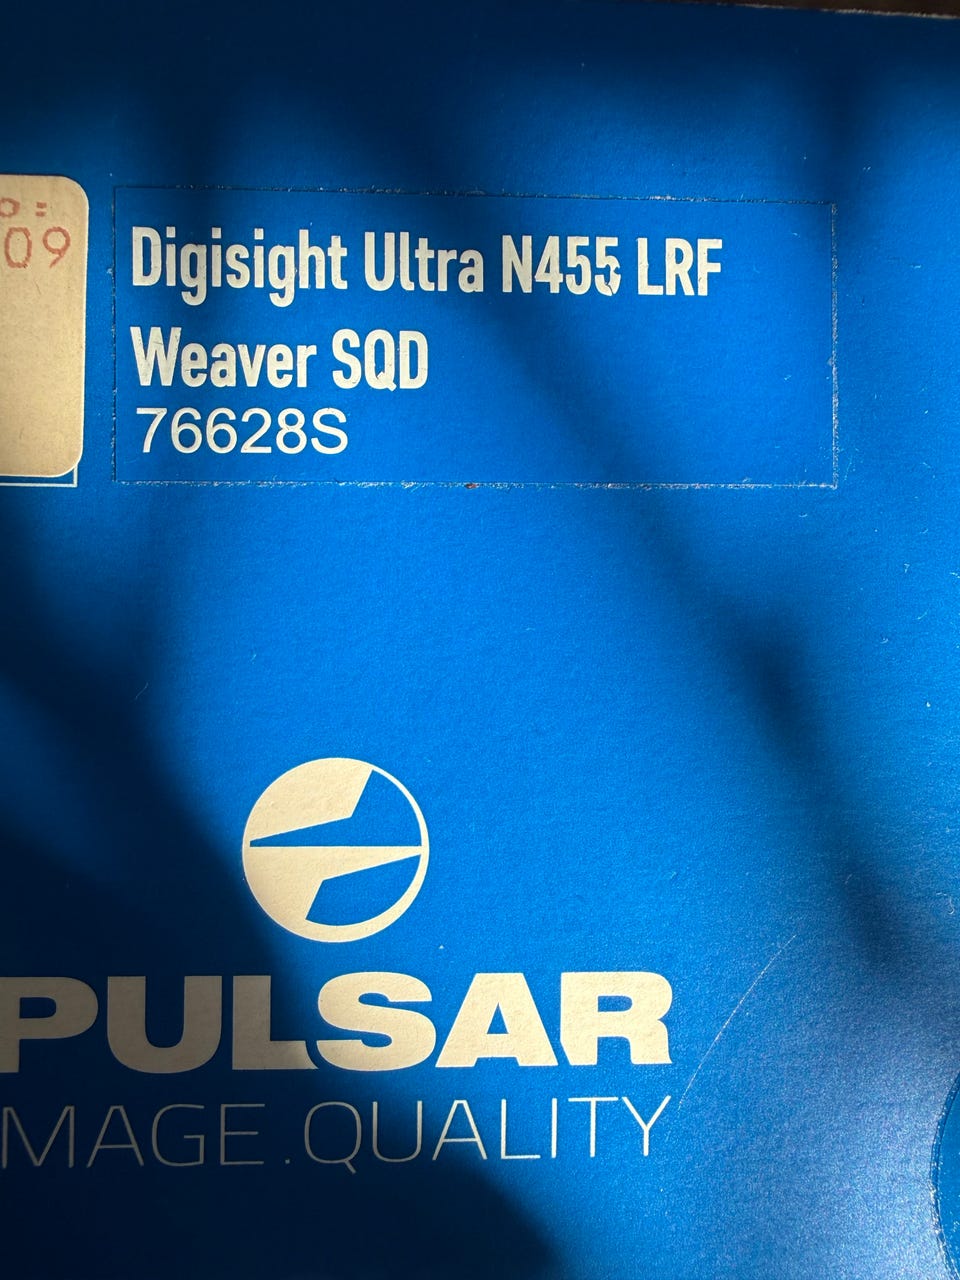 o:
09
Digisight Ultra N455 LRF
Weaver SQD
76628S
PULSAR
MAGE.QUALITY